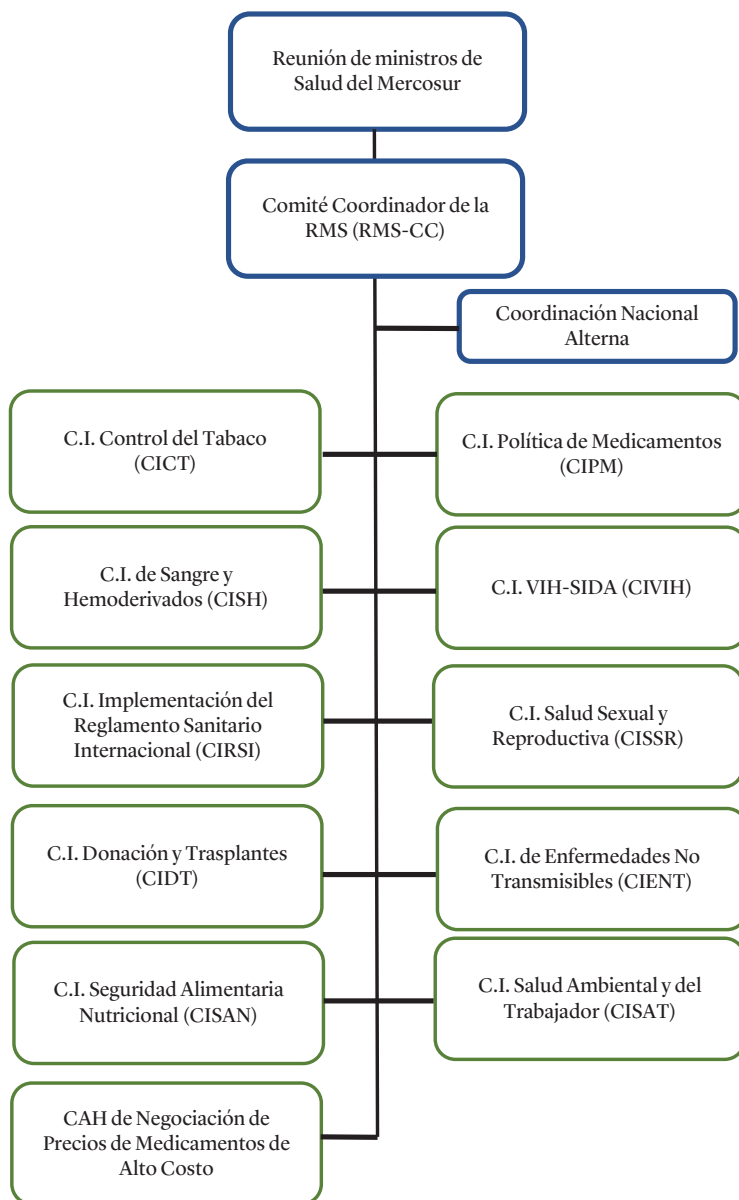 Reunión de ministros de
Salud del Mercosur
Comité Coordinador de la
RMS (RMS-CC)
Coordinación Nacional
Alterna
C.I. Control del Tabaco
(CICT)
C.I. Política de Medicamentos
(CIPM)
C.I. de Sangre y
Hemoderivados (CISH)
C.I. VIH-SIDA (CIVIH)
C.I. Implementación del
Reglamento Sanitario
Internacional (CIRSI)
C.I. Salud Sexual y
Reproductiva (CISSR)
C.I. Donación y Trasplantes
(CIDT)
C.I. de Enfermedades No
Transmisibles (CIENT)
C.I. Seguridad Alimentaria
Nutricional (CISAN)
C.I. Salud Ambiental y del
Trabajador (CISAT)
CAH de Negociación de
Precios de Medicamentos de
Alto Costo